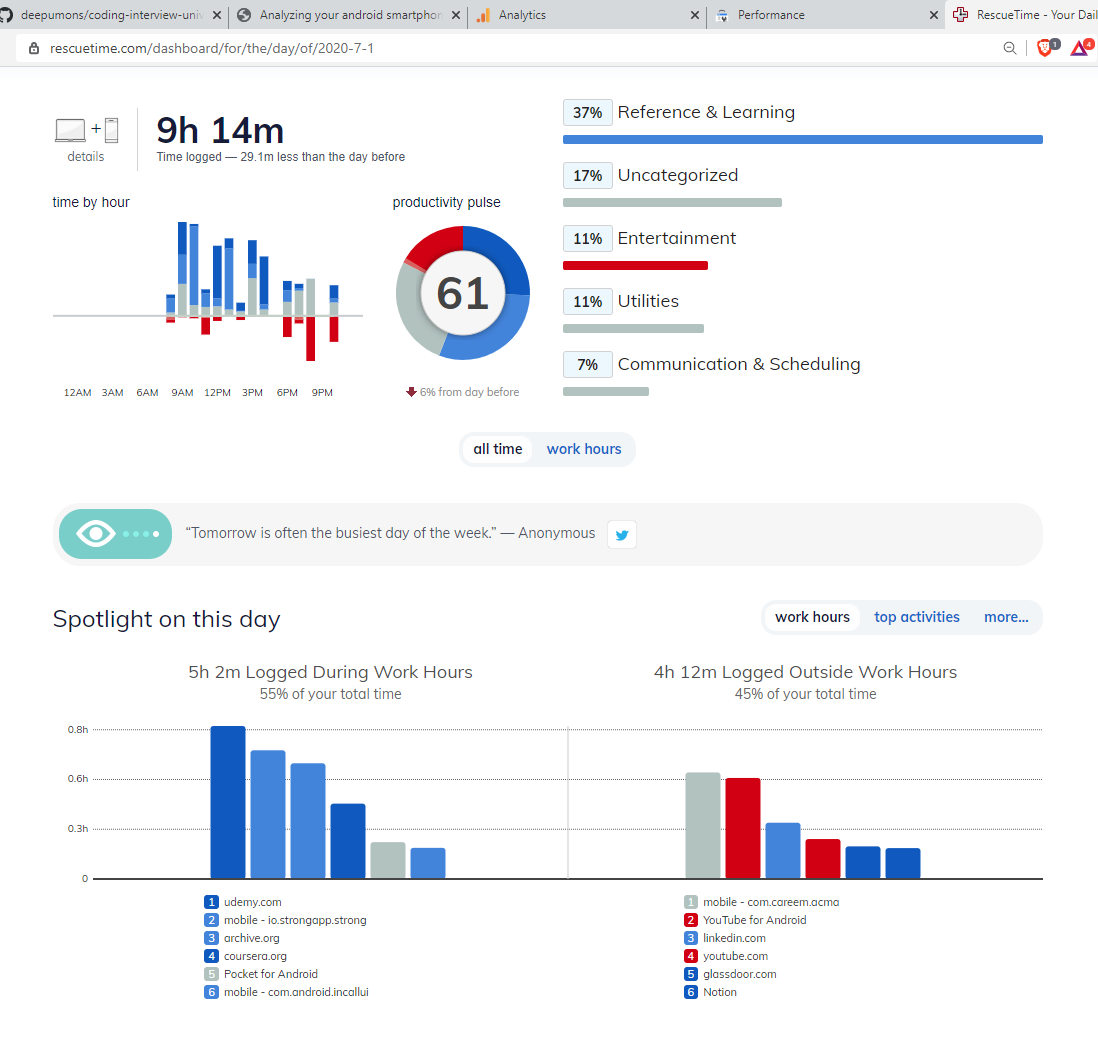 deepumons/coding-interview-univ
Analyzing your android smartphon
Analytics
Performance
RescueTime - Your Dail
rescuetime.com/dashboard/for/the/day/of/2020-7-1
1
4
+
details
9h 14m
Time logged — 29.1m less than the day before
time by hour
12AM 3AM 6AM 9AM 12PM 3PM 6PM 9PM
productivity pulse
61
6% from day before
37% Reference & Learning
17% Uncategorized
11% Entertainment
11% Utilities
7% Communication & Scheduling
all time work hours
“Tomorrow is often the busiest day of the week.” — Anonymous
Spotlight on this day
work hours top activities more...
5h 2m Logged During Work Hours
55% of your total time
4h 12m Logged Outside Work Hours
45% of your total time
0.8h
0.6h
0.3h
0
1 udemy.com
2 mobile - io.strongapp.strong
3 archive.org
4 coursera.org
5 Pocket for Android
6 mobile - com.android.incallui
1 mobile - com.careem.acma
2 YouTube for Android
3 linkedin.com
4 youtube.com
5 glassdoor.com
6 Notion